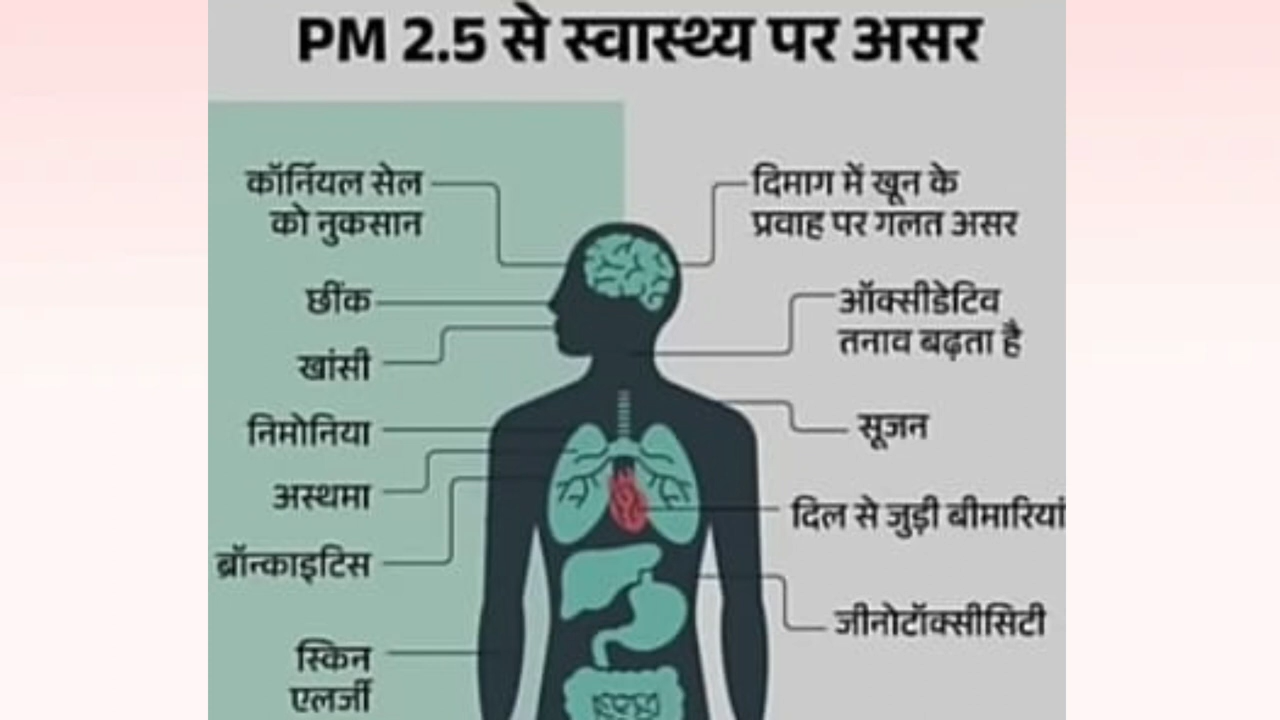 PM 2.5 से स्वास्थ्य पर असर
कॉर्नियल सेल
को नुकसान
छींक
खांसी
निमोनिया
अस्थमा
ब्रॉन्काइटिस
स्किन
एलर्जी
दिमाग में खून के
प्रवाह पर गलत असर
ऑक्सीडेटिव
तनाव बढ़ता है
सूजन
दिल से जुड़ी बीमारियां
जीनोटॉक्सीसिटी